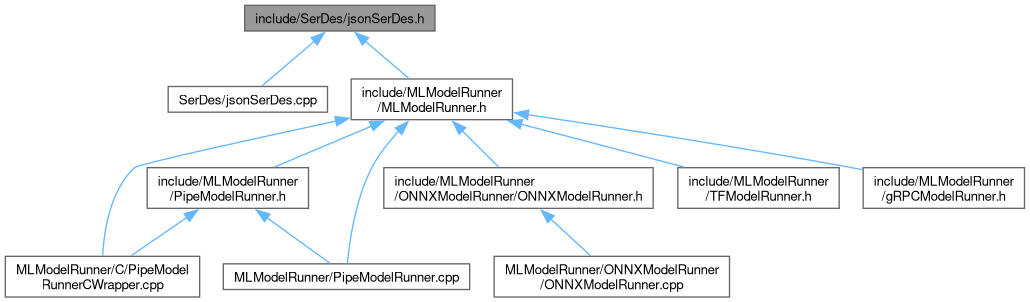 include/SerDes/jsonSerDes.h
SerDes/jsonSerDes.cpp
include/MLModelRunner
/MLModelRunner.h
include/MLModelRunner
/PipeModelRunner.h
include/MLModelRunner
/ONNXModelRunner/ONNXModelRunner.h
include/MLModelRunner
/TFModelRunner.h
include/MLModelRunner
/gRPCModelRunner.h
MLModelRunner/C/PipeModel
RunnerCWrapper.cpp
MLModelRunner/PipeModelRunner.cpp
MLModelRunner/ONNXModelRunner
/ONNXModelRunner.cpp